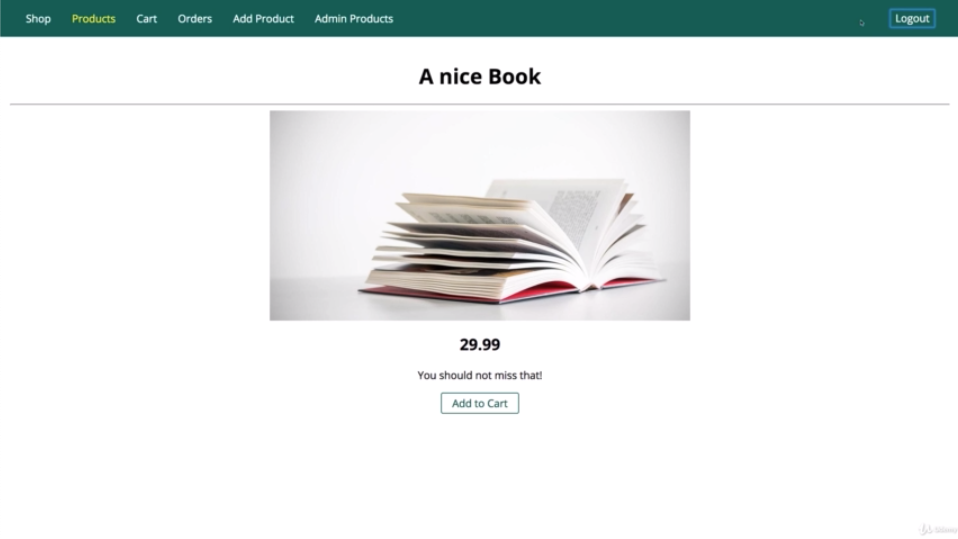 Shop Products Cart Orders Add Product Admin Products Logout
A nice Book
29.99
You should not miss that!
Add to Cart